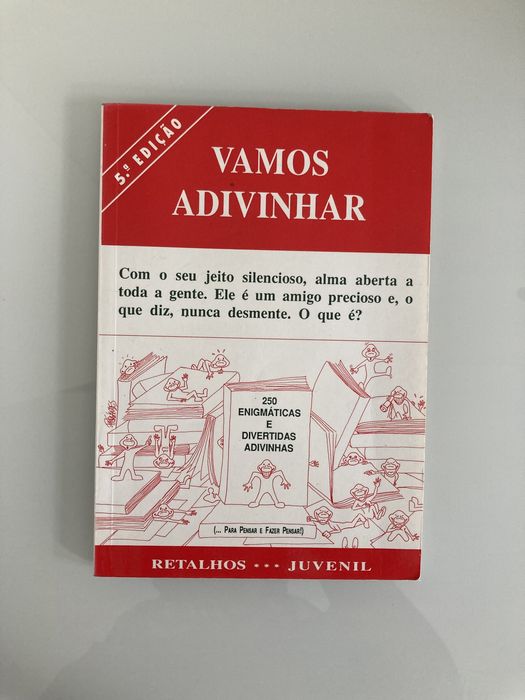 5.ª EDIÇÃO
VAMOS
ADIVINHAR
Com o seu jeito silencioso, alma aberta a
toda a gente. Ele é um amigo precioso e, o
que diz, nunca desmente. O que é?
250
ENIGMÁTICAS
E
DIVERTIDAS
ADIVINHAS
(... PARA PENSAR E FAZER PENSAR!)
RETALHOS ••• JUVENIL